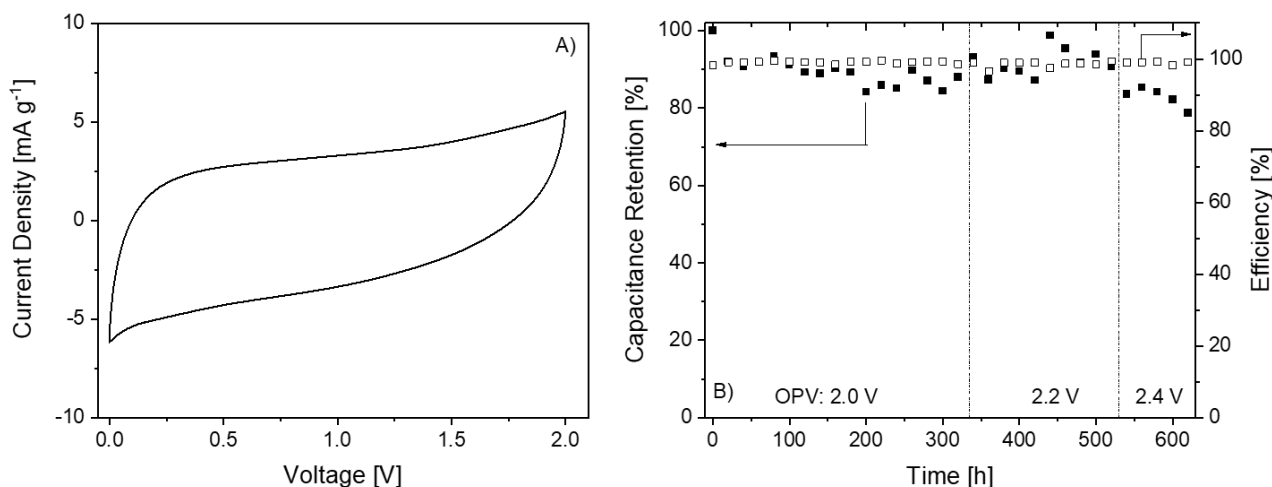 A)
Current Density [mA g⁻¹]
10
5
0
-5
-10
0.0 0.5 1.0 1.5 2.0
Voltage [V]
Capacitance Retention [%]
100
80
60
40
20
0
B) OPV: 2.0 V 2.2 V 2.4 V
0 100 200 300 400 500 600
Time [h]
100
80
60
40
20
0
Efficiency [%]